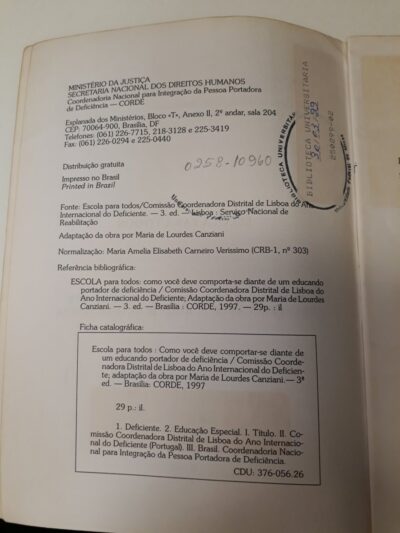 MINISTÉRIO DA JUSTIÇA
SECRETARIA NACIONAL DOS DIREITOS HUMANOS
Coordenadoria Nacional para Integração da Pessoa Portadora
de Deficiência — CORDE
Esplanada dos Ministérios, Bloco «T», Anexo II, 2º andar, sala 204
CEP: 70064-900, Brasília, DF
Telefones: (061) 226-7715, 218-3128 e 225-3419
Fax: (061) 226-0294 e 225-0440
BIBLIOTECA UNIVERSITARIA
250299-02
BIBLIOTECA
Distribuição gratuita
0258-10960
Impresso no Brasil
Printed in Brazil
Fonte: Escola para todos/Comissão Coordenadora Distrital de Lisboa do Ano
Internacional do Deficiente. — 3. ed. — Lisboa : Serviço Nacional de
Reabilitação
Adaptação da obra por Maria de Lourdes Canziani
Normalização: Maria Amelia Elisabeth Carneiro Verissimo (CRB-1, nº 303)
Referência bibliográfica:
ESCOLA para todos: como você deve comporta-se diante de um educando
portador de deficiência / Comissão Coordenadora Distrital de Lisboa do
Ano Internacional do Deficiente; Adaptação da obra por Maria de Lourdes
Canziani. — 3. ed. — Brasília : CORDE, 1997. — 29p. : il
Ficha catalográfica:
Escola para todos : Como você deve comportar-se diante de
um educando portador de deficiência / Comissão Coorde-
nadora Distrital de Lisboa do Ano Internacional do Deficien-
te; adaptação da obra por Maria de Lourdes Canziani. — 3ª
ed. — Brasília: CORDE, 1997
29 p.: il.
1. Deficiente. 2. Educação Especial. I. Titulo. II. Co-
missão Coordenadora Distrital de Lisboa do Ano Interna-
cional do Deficiente (Portugal). III. Brasil. Coordenadoria Nacio-
nal para Integração da Pessoa Portadora de Deficiência.
CDU: 376-056.26